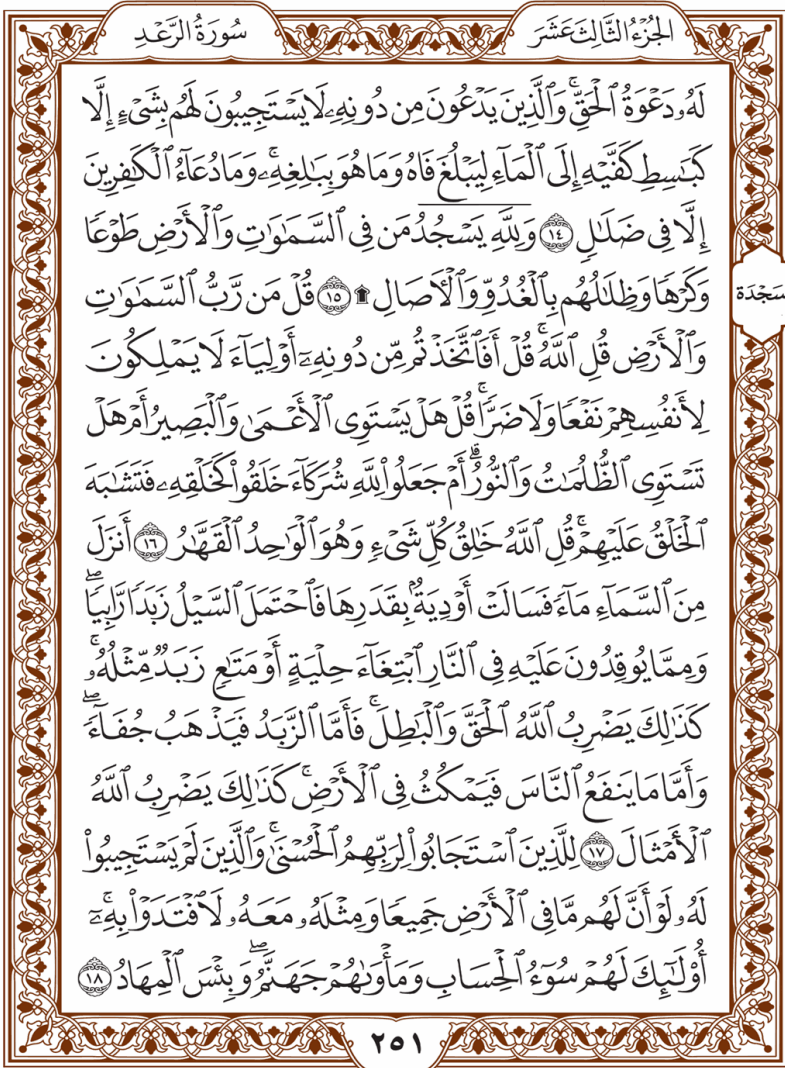 الجُزْءُ الثَّالِثَ عَشَرَ
سُورَةُ الرَّعْدِ
لَهُۥ دَعْوَةُ ٱلْحَقِّۚ وَٱلَّذِينَ يَدْعُونَ مِن دُونِهِۦ لَا يَسْتَجِيبُونَ لَهُم بِشَىْءٍ إِلَّا
كَبَٰسِطِ كَفَّيْهِ إِلَى ٱلْمَآءِ لِيَبْلُغَ فَاهُ وَمَا هُوَ بِبَٰلِغِهِۦۚ وَمَا دُعَآءُ ٱلْكَٰفِرِينَ
إِلَّا فِى ضَلَٰلٍ ١٤ وَلِلَّهِ يَسْجُدُ مَن فِى ٱلسَّمَٰوَٰتِ وَٱلْأَرْضِ طَوْعًا
وَكَرْهًا وَظِلَٰلُهُم بِٱلْغُدُوِّ وَٱلْءَاصَالِ ۩ ١٥ قُلْ مَن رَّبُّ ٱلسَّمَٰوَٰتِ
سَجْدَة
وَٱلْأَرْضِ قُلِ ٱللَّهُۚ قُلْ أَفَٱتَّخَذْتُم مِّن دُونِهِۦٓ أَوْلِيَآءَ لَا يَمْلِكُونَ
لِأَنفُسِهِمْ نَفْعًا وَلَا ضَرًّاۚ قُلْ هَلْ يَسْتَوِى ٱلْأَعْمَىٰ وَٱلْبَصِيرُ أَمْ هَلْ
تَسْتَوِى ٱلظُّلُمَٰتُ وَٱلنُّورُۗ أَمْ جَعَلُوا۟ لِلَّهِ شُرَكَآءَ خَلَقُوا۟ كَخَلْقِهِۦ فَتَشَٰبَهَ
ٱلْخَلْقُ عَلَيْهِمْۚ قُلِ ٱللَّهُ خَٰلِقُ كُلِّ شَىْءٍ وَهُوَ ٱلْوَٰحِدُ ٱلْقَهَّٰرُ ١٦ أَنزَلَ
مِنَ ٱلسَّمَآءِ مَآءً فَسَالَتْ أَوْدِيَةٌۢ بِقَدَرِهَا فَٱحْتَمَلَ ٱلسَّيْلُ زَبَدًا رَّابِيًاۖ
وَمِمَّا يُوقِدُونَ عَلَيْهِ فِى ٱلنَّارِ ٱبْتِغَآءَ حِلْيَةٍ أَوْ مَتَٰعٍ زَبَدٌ مِّثْلُهُۥۚ
كَذَٰلِكَ يَضْرِبُ ٱللَّهُ ٱلْحَقَّ وَٱلْبَٰطِلَۚ فَأَمَّا ٱلزَّبَدُ فَيَذْهَبُ جُفَآءًۖ
وَأَمَّا مَا يَنفَعُ ٱلنَّاسَ فَيَمْكُثُ فِى ٱلْأَرْضِۚ كَذَٰلِكَ يَضْرِبُ ٱللَّهُ
ٱلْأَمْثَالَ ١٧ لِلَّذِينَ ٱسْتَجَابُوا۟ لِرَبِّهِمُ ٱلْحُسْنَىٰۚ وَٱلَّذِينَ لَمْ يَسْتَجِيبُوا۟
لَهُۥ لَوْ أَنَّ لَهُم مَّا فِى ٱلْأَرْضِ جَمِيعًا وَمِثْلَهُۥ مَعَهُۥ لَٱفْتَدَوْا۟ بِهِۦٓۚ
أُو۟لَٰٓئِكَ لَهُمْ سُوٓءُ ٱلْحِسَابِ وَمَأْوَىٰهُمْ جَهَنَّمُۖ وَبِئْسَ ٱلْمِهَادُ ١٨
٢٥١